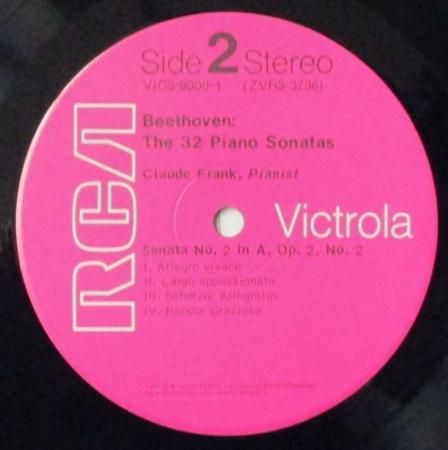 Side 2 Stereo
VICS-9000-1 (ZVRS-3736)
Beethoven:
The 32 Piano Sonatas
Claude Frank, Pianist
RCA
Victrola
Sonata No. 2 in A, Op. 2, No. 2
I. Allegro vivace
II. Largo appassionato
III. Scherzo: Allegretto
IV. Rondo: Grazioso